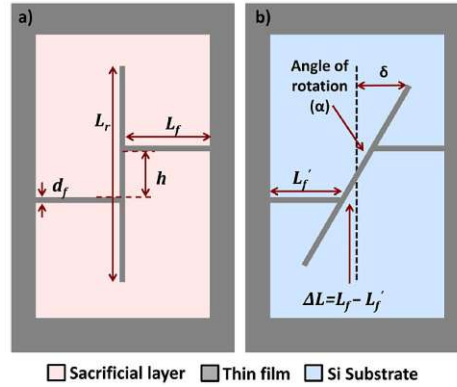 a)
L_r
L_f
h
d_f
b)
Angle of
rotation
(α)
δ
L_f′
ΔL=L_f − L_f′
Sacrificial layer Thin film Si Substrate